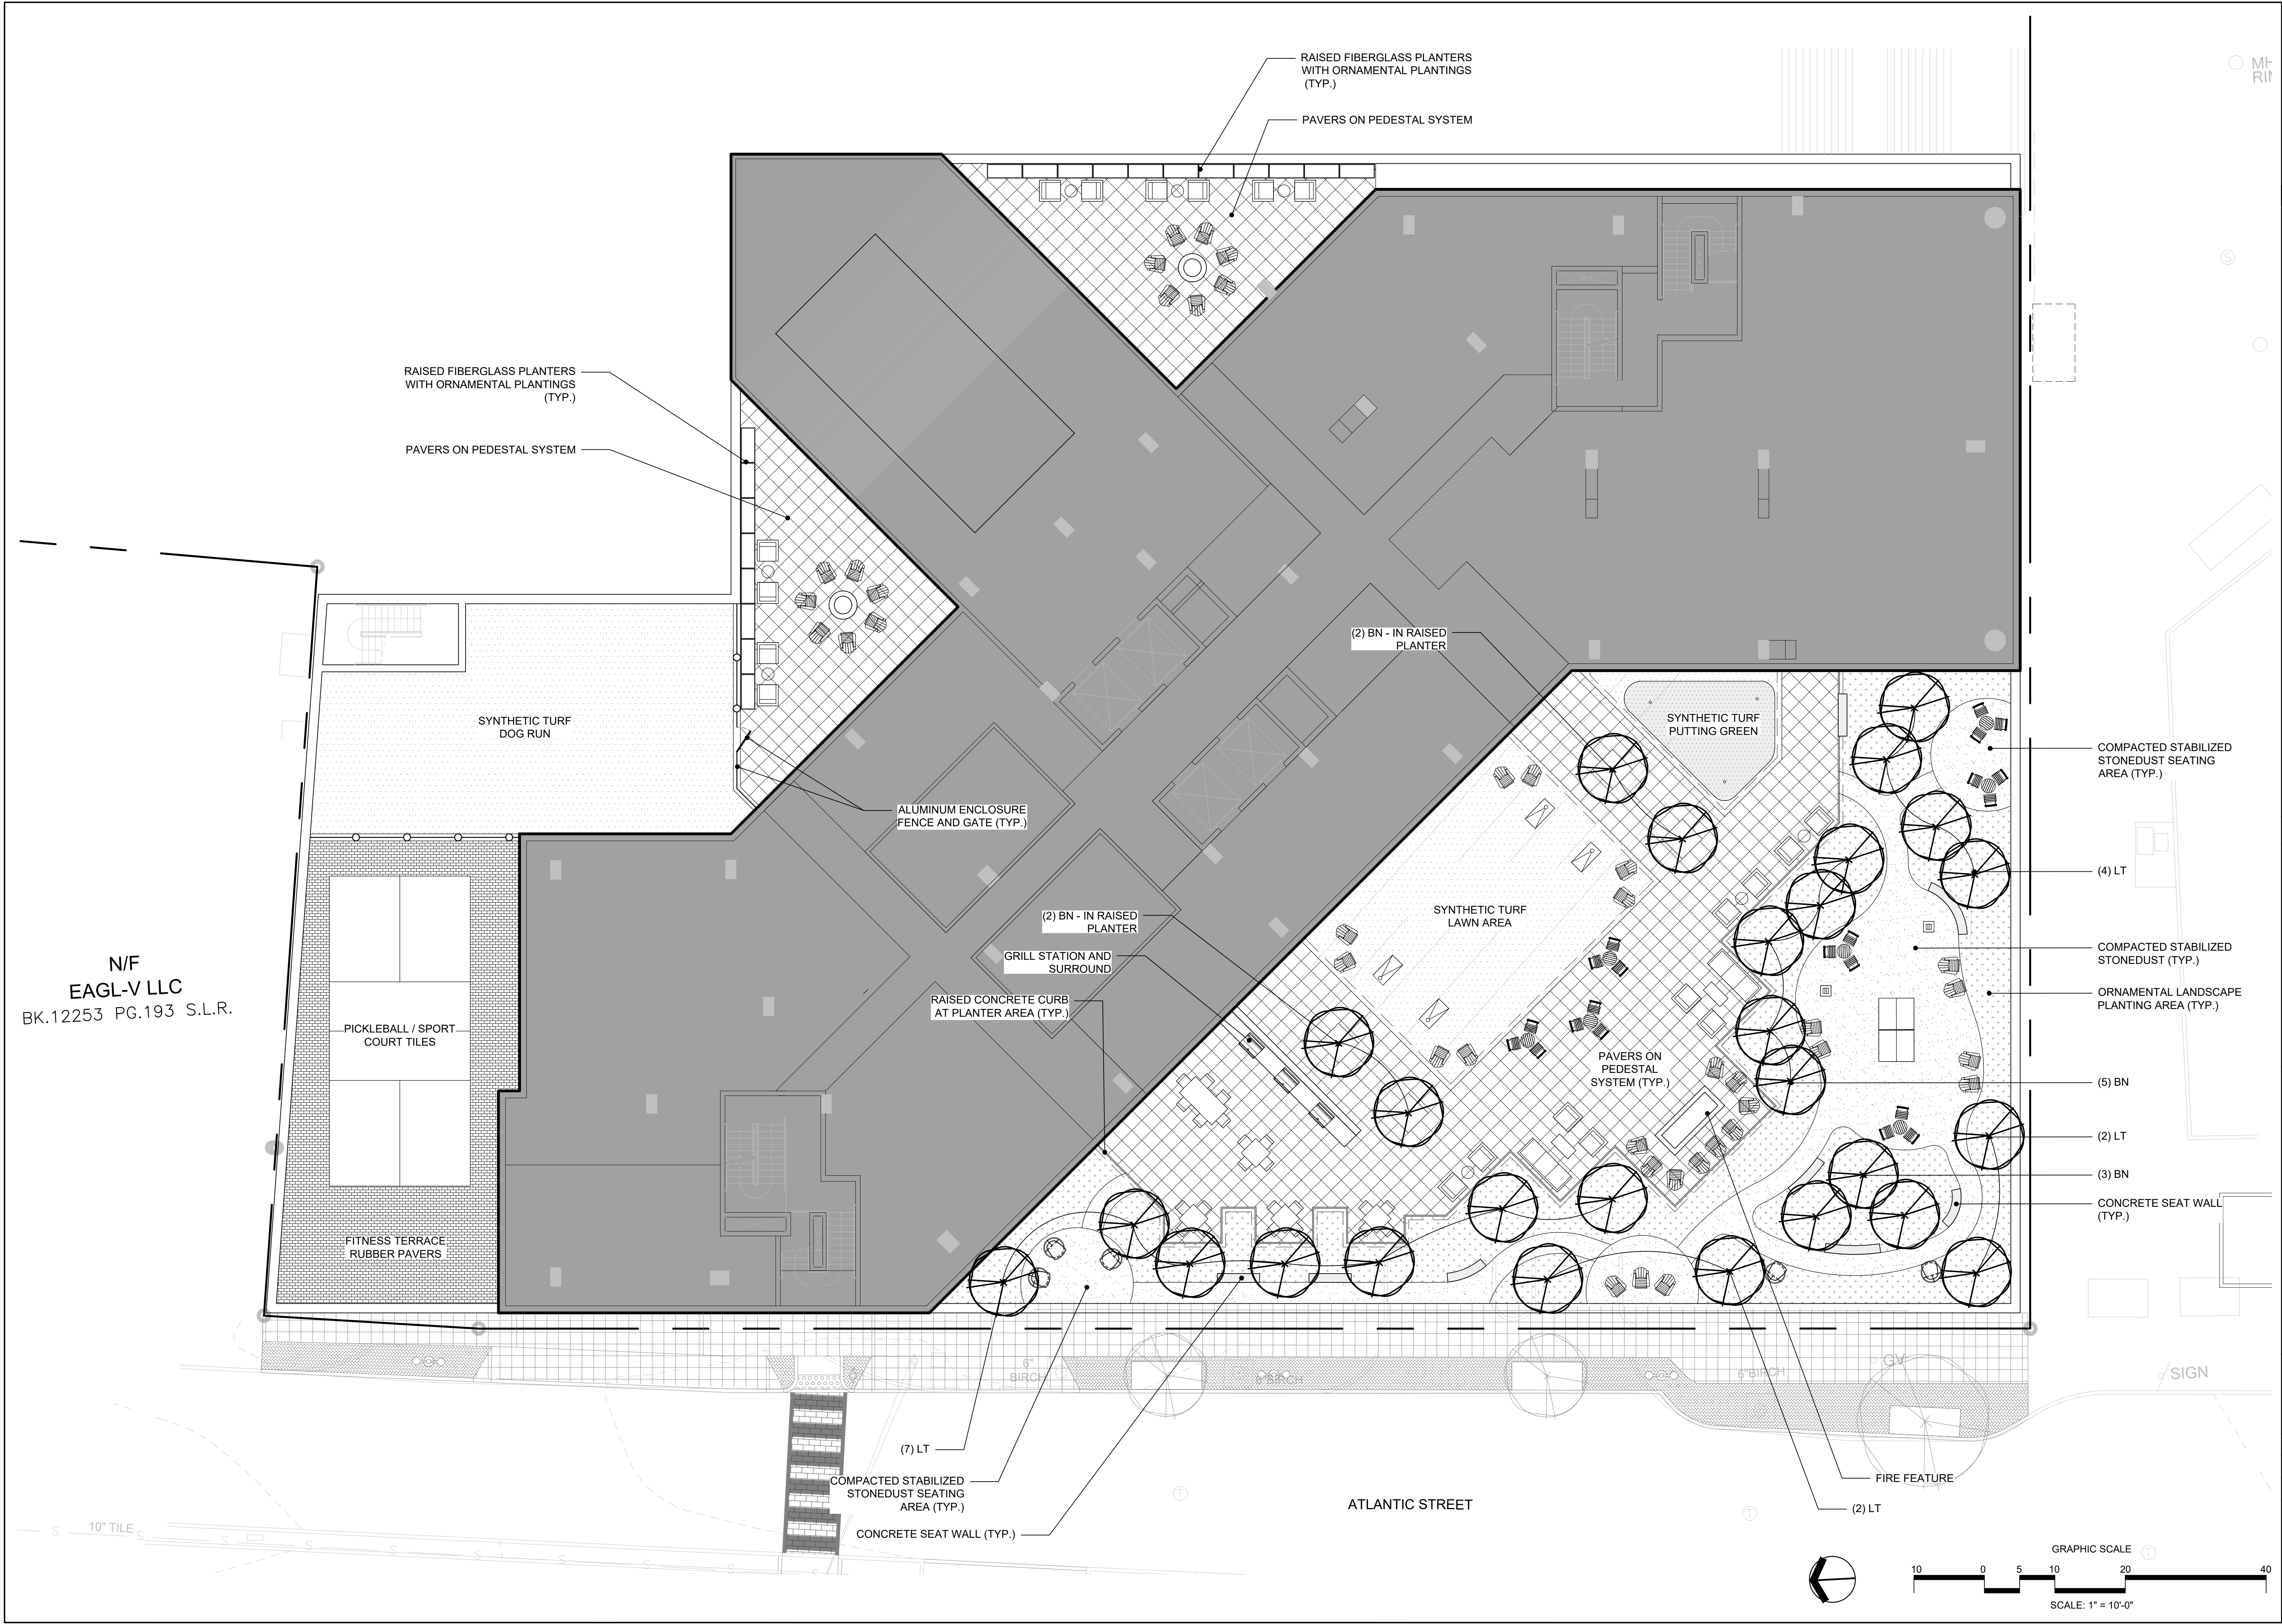 RAISED FIBERGLASS PLANTERS
WITH ORNAMENTAL PLANTINGS
(TYP.)
PAVERS ON PEDESTAL SYSTEM
RAISED FIBERGLASS PLANTERS
WITH ORNAMENTAL PLANTINGS
(TYP.)
PAVERS ON PEDESTAL SYSTEM
S
(2) BN - IN RAISED
PLANTER
SYNTHETIC TURF
DOG RUN
SYNTHETIC TURF
PUTTING GREEN
COMPACTED STABILIZED
STONEDUST SEATING
AREA (TYP.)
ALUMINUM ENCLOSURE
FENCE AND GATE (TYP.)
(4) LT
SYNTHETIC TURF
LAWN AREA
(2) BN - IN RAISED
PLANTER
GRILL STATION AND
SURROUND
COMPACTED STABILIZED
STONEDUST (TYP.)
N/F
EAGL-V LLC
BK.12253 PG.193 S.L.R.
RAISED CONCRETE CURB
AT PLANTER AREA (TYP.)
ORNAMENTAL LANDSCAPE
PLANTING AREA (TYP.)
PICKLEBALL / SPORT
COURT TILES
PAVERS ON
PEDESTAL
SYSTEM (TYP.)
(5) BN
(2) LT
(3) BN
CONCRETE SEAT WALL
(TYP.)
FITNESS TERRACE
RUBBER PAVERS
6"
BIRCH
6"BIRCH
GV
SIGN
(7) LT
COMPACTED STABILIZED
STONEDUST SEATING
AREA (TYP.)
CONCRETE SEAT WALL (TYP.)
FIRE FEATURE
(2) LT
T
T
ATLANTIC STREET
S 10" TILE S S S S S S S S
GRAPHIC SCALE T
10 0 5 10 20 40
SCALE: 1" = 10'-0"